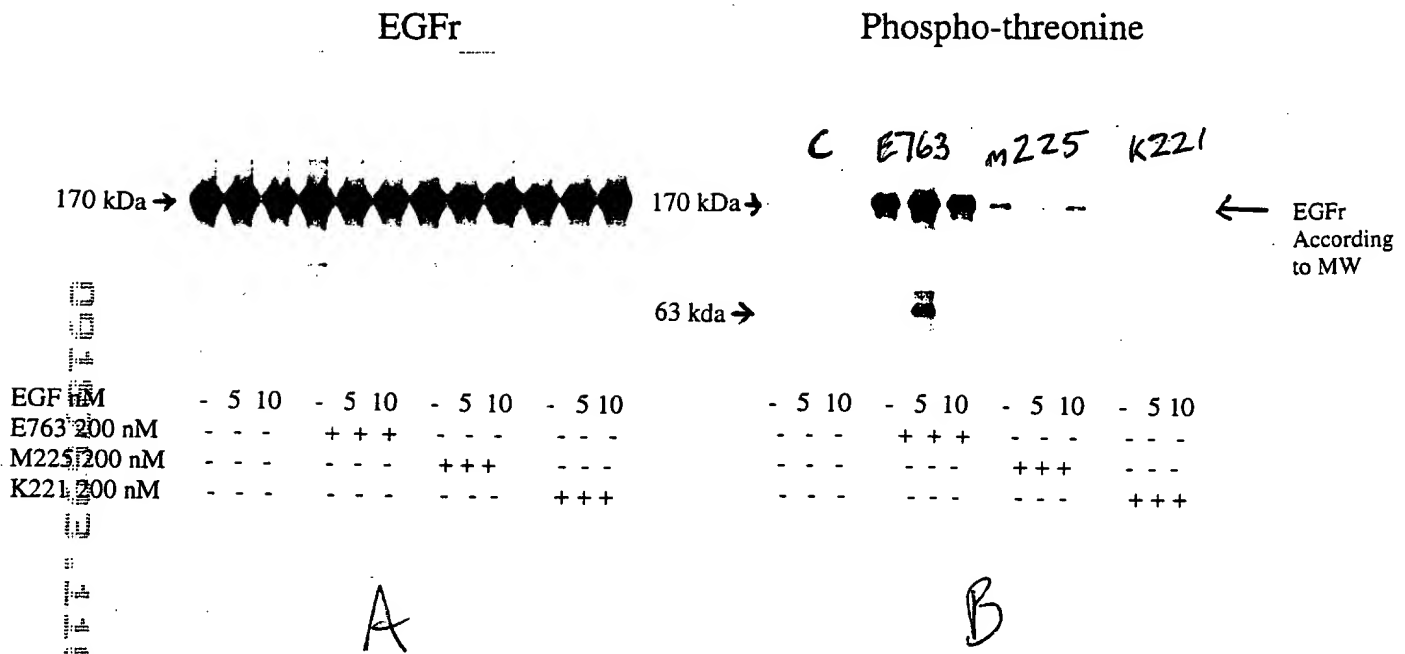 EGFr Phospho-threonine
C E763 M225 K221
170 kDa → 170 kDa → ← EGFr
According
to MW
63 kda →
EGF nM - 5 10 - 5 10 - 5 10 - 5 10 - 5 10 - 5 10 - 5 10 - 5 10
E763 200 nM - - - + + + - - - - - - - - - + + + - - - - - -
M225 200 nM - - - - - - + + + - - - - - - - - - + + + - - -
K221 200 nM - - - - - - - - - + + + - - - - - - - - - + + +
A B